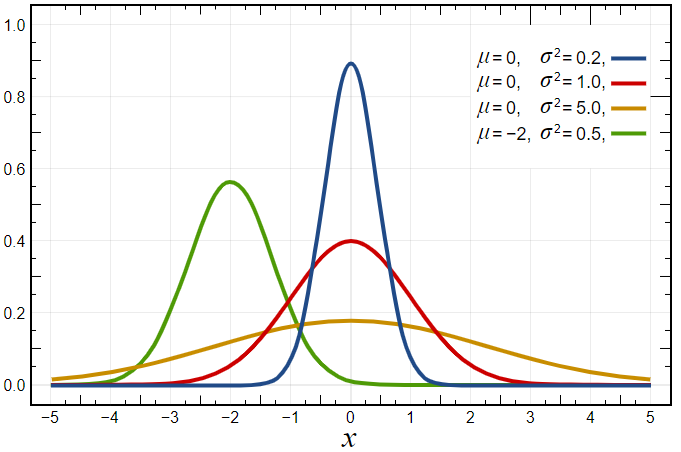 1.0
μ = 0, σ² = 0.2,
μ = 0, σ² = 1.0,
0.8
μ = 0, σ² = 5.0,
μ = −2, σ² = 0.5,
0.6
0.4
0.2
0.0
−5 −4 −3 −2 −1 0 1 2 3 4 5
x